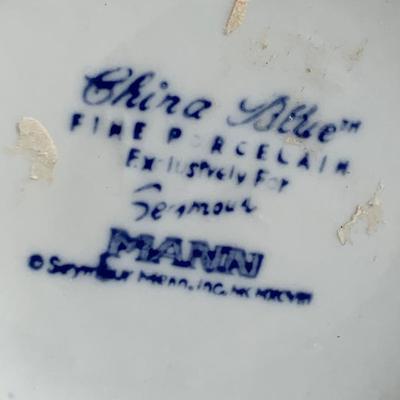 China Blue™
FINE PORCELAIN
Exclusively For
Seymour
MANN
© Seymour Mann, Inc.